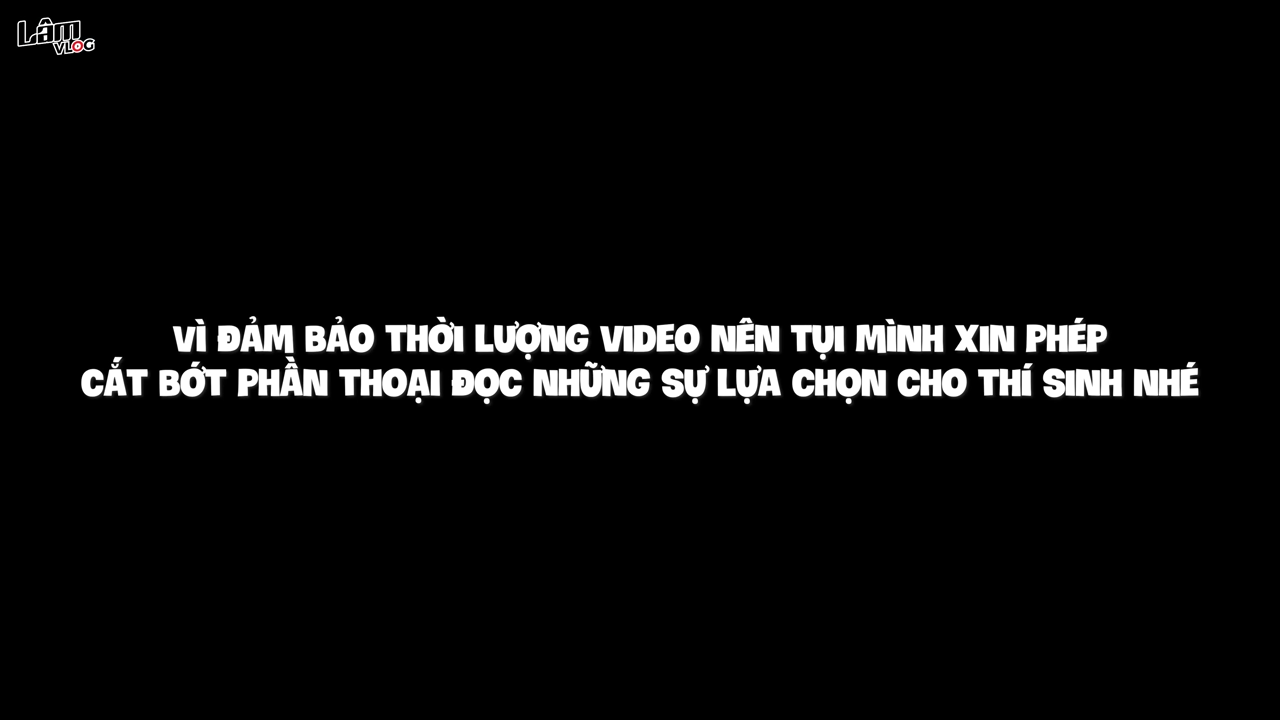 Lâm
VLOG
VÌ ĐẢM BẢO THỜI LƯỢNG VIDEO NÊN TỤI MÌNH XIN PHÉP
CẮT BỚT PHẦN THOẠI ĐỌC NHỮNG SỰ LỰA CHỌN CHO THÍ SINH NHÉ